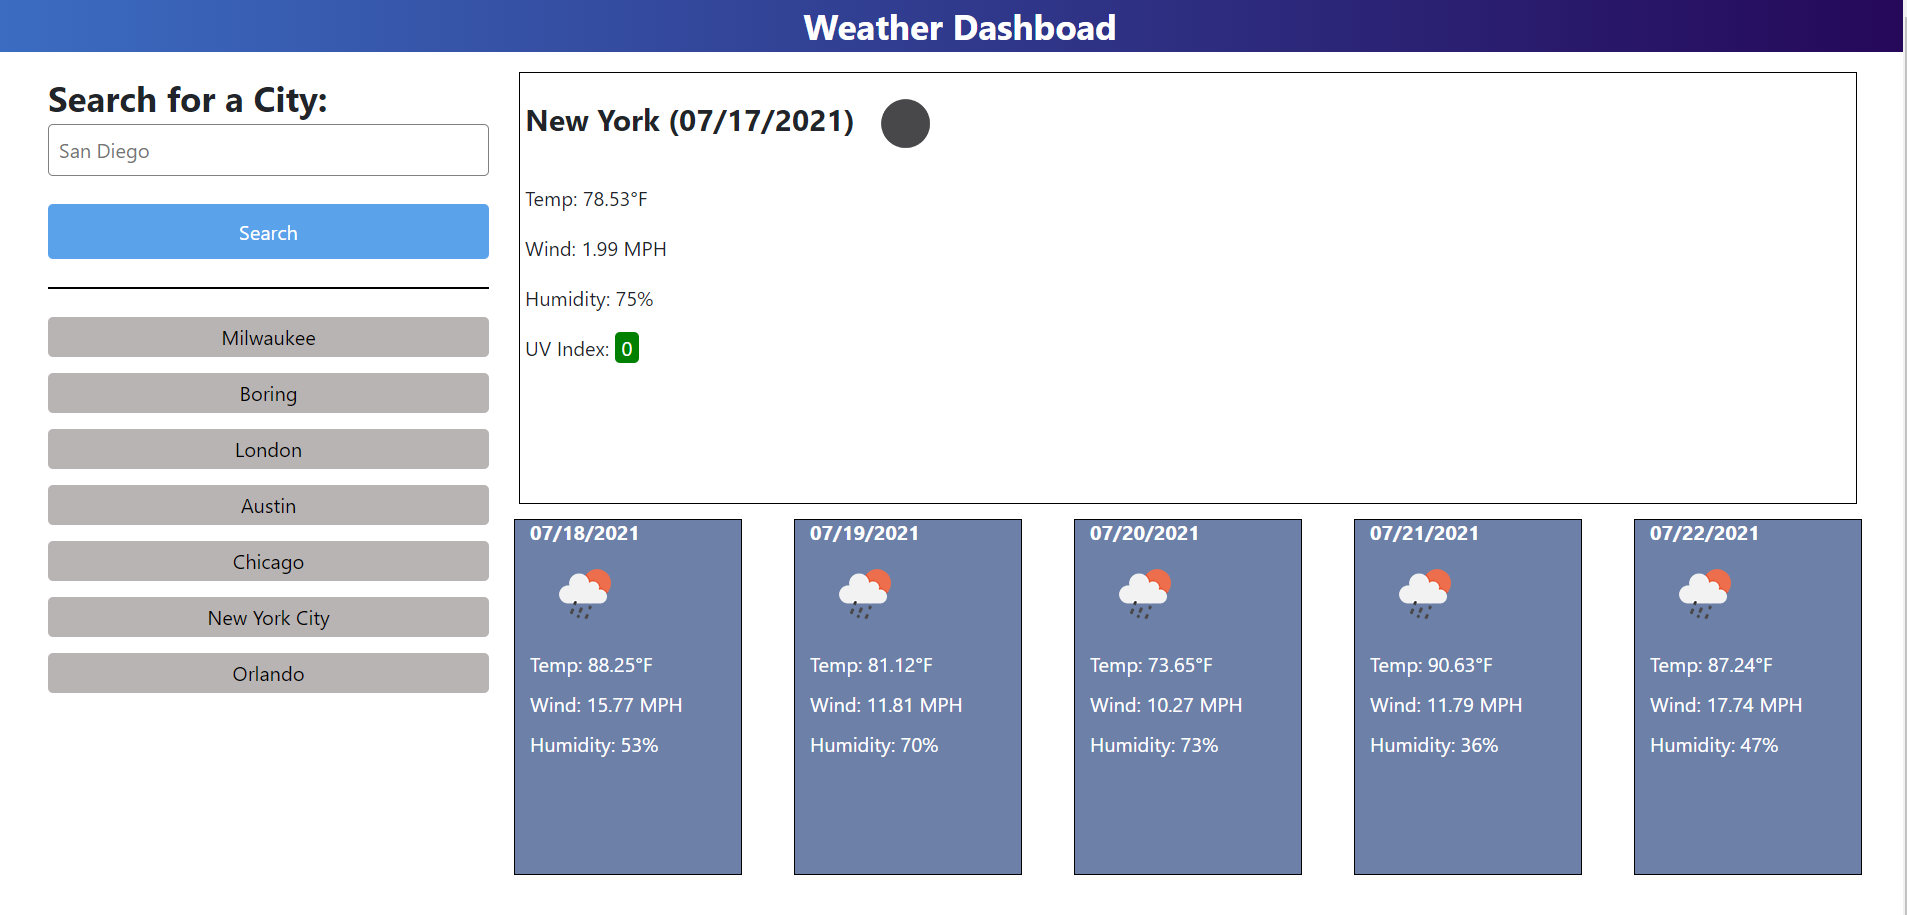 Weather Dashboad
Search for a City:
San Diego
Search
Milwaukee
Boring
London
Austin
Chicago
New York City
Orlando
New York (07/17/2021)
Temp: 78.53°F
Wind: 1.99 MPH
Humidity: 75%
UV Index: 0
07/18/2021
Temp: 88.25°F
Wind: 15.77 MPH
Humidity: 53%
07/19/2021
Temp: 81.12°F
Wind: 11.81 MPH
Humidity: 70%
07/20/2021
Temp: 73.65°F
Wind: 10.27 MPH
Humidity: 73%
07/21/2021
Temp: 90.63°F
Wind: 11.79 MPH
Humidity: 36%
07/22/2021
Temp: 87.24°F
Wind: 17.74 MPH
Humidity: 47%